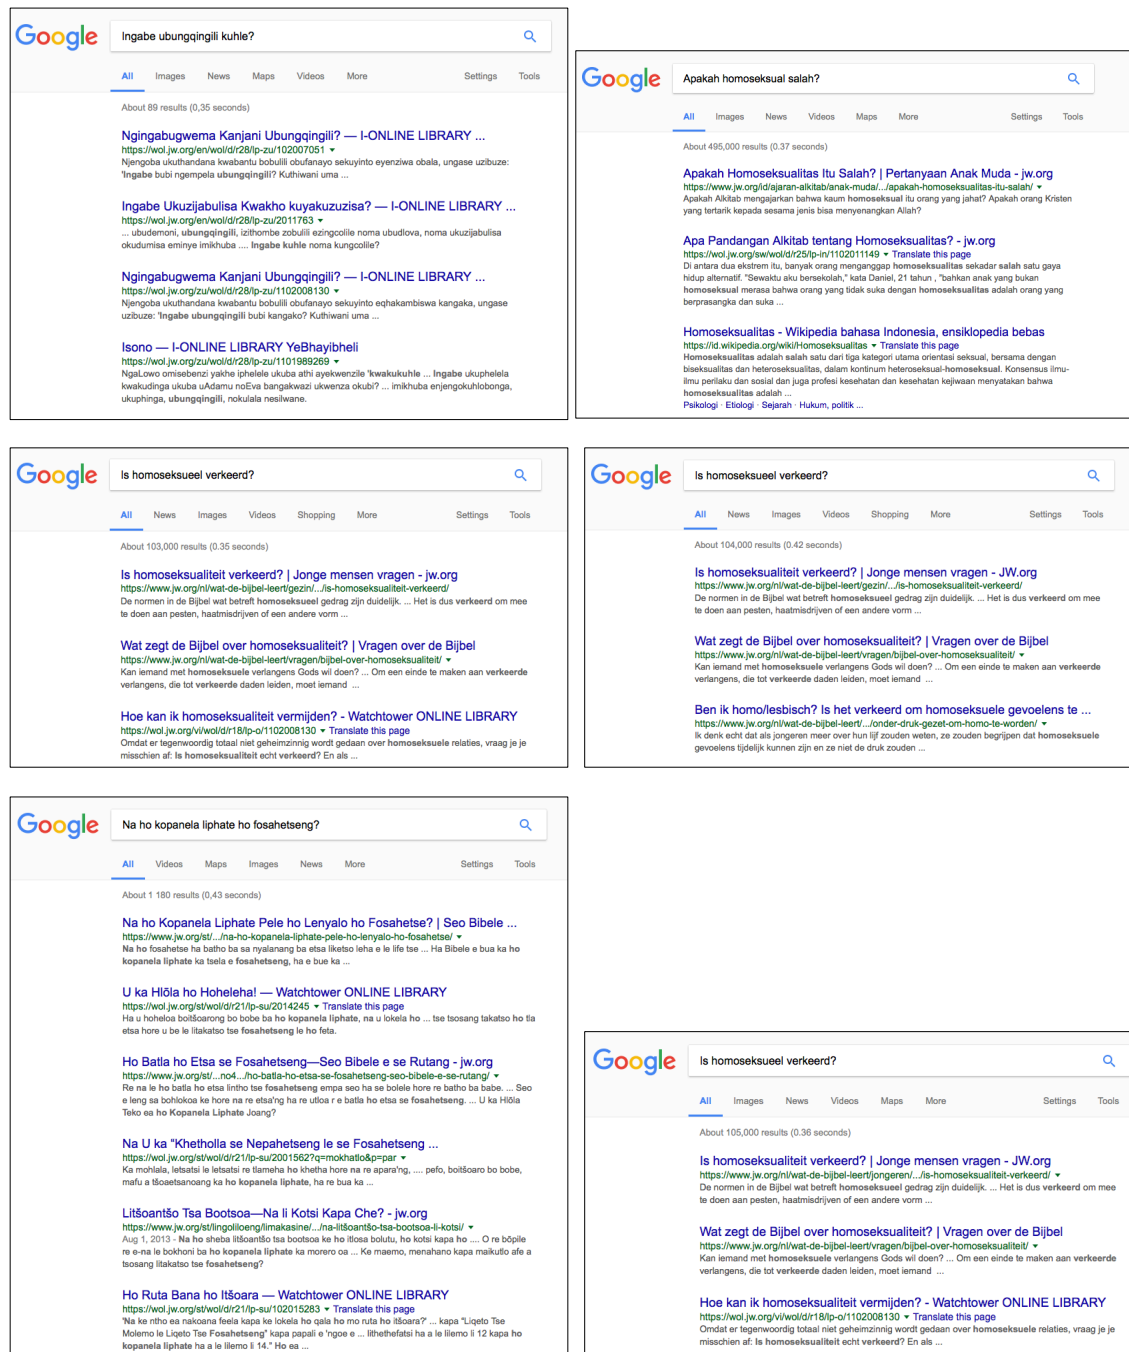 Google
Ingabe ubungqingili kuhle?
All Images News Maps Videos More Settings Tools
About 89 results (0,35 seconds)
Ngingabugwema Kanjani Ubungqingili? — I-ONLINE LIBRARY ...
https://wol.jw.org/en/wol/d/r28/lp-zu/102007051
Njengoba ukuthandana kwabantu bobulili obufanayo sekuyinto eyenziwa obala, ungase uzibuze:
'Ingabe bubi ngempela ubungqingili? Kuthiwani uma ...
Ingabe Ukuzijabulisa Kwakho kuyakuzuzisa? — I-ONLINE LIBRARY ...
https://wol.jw.org/en/wol/d/r28/lp-zu/2011763
... ubudemoni, ubungqingili, izithombe zobulili ezingcolile noma ubudlova, noma ukuzijabulisa
okudumisa eminye imikhuba .... Ingabe kuhle noma kungcolile?
Ngingabugwema Kanjani Ubungqingili? — I-ONLINE LIBRARY ...
https://wol.jw.org/zu/wol/d/r28/lp-zu/1102008130
Njengoba ukuthandana kwabantu bobulili obufanayo sekuyinto eqhakambiswa kangaka, ungase
uzibuze: 'Ingabe ubungqingili bubi kangako? Kuthiwani uma ...
Isono — I-ONLINE LIBRARY YeBhayibheli
https://wol.jw.org/zu/wol/d/r28/lp-zu/1101989269
NgaLowo omisebenzi yakhe iphelele ukuba athi ayekwenzile 'kwakukuhle ... Ingabe ukuphelela
kwakudinga ukuba uAdamu noEva bangakwazi ukwenza okubi? ... imikhuba enjengokuhlobonga,
ukuphinga, ubungqingili, nokulala nesilwane.
Google
Apakah homoseksual salah?
All Images News Videos Maps More Settings Tools
About 495,000 results (0.37 seconds)
Apakah Homoseksualitas Itu Salah? | Pertanyaan Anak Muda - jw.org
https://www.jw.org/id/ajaran-alkitab/anak-muda/.../apakah-homoseksualitas-itu-salah/
Apakah Alkitab mengajarkan bahwa kaum homoseksual itu orang yang jahat? Apakah orang Kristen
yang tertarik kepada sesama jenis bisa menyenangkan Allah?
Apa Pandangan Alkitab tentang Homoseksualitas? - jw.org
https://wol.jw.org/sw/wol/d/r25/lp-in/1102011149 Translate this page
Di antara dua ekstrem itu, banyak orang menganggap homoseksualitas sekadar salah satu gaya
hidup alternatif. "Sewaktu aku bersekolah," kata Daniel, 21 tahun , "bahkan anak yang bukan
homoseksual merasa bahwa orang yang tidak suka dengan homoseksualitas adalah orang yang
berprasangka dan suka ...
Homoseksualitas - Wikipedia bahasa Indonesia, ensiklopedia bebas
https://id.wikipedia.org/wiki/Homoseksualitas Translate this page
Homoseksualitas adalah salah satu dari tiga kategori utama orientasi seksual, bersama dengan
biseksualitas dan heteroseksualitas, dalam kontinum heteroseksual-homoseksual. Konsensus ilmu-
ilmu perilaku dan sosial dan juga profesi kesehatan dan kesehatan kejiwaan menyatakan bahwa
homoseksualitas adalah ...
Psikologi · Etiologi · Sejarah · Hukum, politik ...
Google
Is homoseksueel verkeerd?
All News Images Videos Shopping More Settings Tools
About 103,000 results (0.35 seconds)
Is homoseksualiteit verkeerd? | Jonge mensen vragen - jw.org
https://www.jw.org/nl/wat-de-bijbel-leert/gezin/.../is-homoseksualiteit-verkeerd/
De normen in de Bijbel wat betreft homoseksueel gedrag zijn duidelijk. ... Het is dus verkeerd om mee
te doen aan pesten, haatmisdrijven of een andere vorm ...
Wat zegt de Bijbel over homoseksualiteit? | Vragen over de Bijbel
https://www.jw.org/nl/wat-de-bijbel-leert/vragen/bijbel-over-homoseksualiteit/
Kan iemand met homoseksuele verlangens Gods wil doen? ... Om een einde te maken aan verkeerde
verlangens, die tot verkeerde daden leiden, moet iemand ...
Hoe kan ik homoseksualiteit vermijden? - Watchtower ONLINE LIBRARY
https://wol.jw.org/vi/wol/d/r18/lp-o/1102008130 Translate this page
Omdat er tegenwoordig totaal niet geheimzinnig wordt gedaan over homoseksuele relaties, vraag je je
misschien af: Is homoseksualiteit echt verkeerd? En als ...
Google
Is homoseksueel verkeerd?
All News Images Videos Shopping More Settings Tools
About 104,000 results (0.42 seconds)
Is homoseksualiteit verkeerd? | Jonge mensen vragen - JW.org
https://www.jw.org/nl/wat-de-bijbel-leert/gezin/.../is-homoseksualiteit-verkeerd/
De normen in de Bijbel wat betreft homoseksueel gedrag zijn duidelijk. ... Het is dus verkeerd om mee
te doen aan pesten, haatmisdrijven of een andere vorm ...
Wat zegt de Bijbel over homoseksualiteit? | Vragen over de Bijbel
https://www.jw.org/nl/wat-de-bijbel-leert/vragen/bijbel-over-homoseksualiteit/
Kan iemand met homoseksuele verlangens Gods wil doen? ... Om een einde te maken aan verkeerde
verlangens, die tot verkeerde daden leiden, moet iemand ...
Ben ik homo/lesbisch? Is het verkeerd om homoseksuele gevoelens te ...
https://www.jw.org/nl/wat-de-bijbel-leert/.../onder-druk-gezet-om-homo-te-worden/
Ik denk echt dat als jongeren meer over hun lijf zouden weten, ze zouden begrijpen dat homoseksuele
gevoelens tijdelijk kunnen zijn en ze niet de druk zouden ...
Google
Na ho kopanela liphate ho fosahetseng?
All Videos Maps Images News More Settings Tools
About 1 180 results (0,43 seconds)
Na ho Kopanela Liphate Pele ho Lenyalo ho Fosahetse? | Seo Bibele ...
https://www.jw.org/st/.../na-ho-kopanela-liphate-pele-ho-lenyalo-ho-fosahetse/
Na ho fosahetse ha batho ba sa nyalanang ba etsa liketso leha e le life tse ... Ha Bibele e bua ka ho
kopanela liphate ka tsela e fosahetseng, ha e bue ka ...
U ka Hlōla ho Hoheleha! — Watchtower ONLINE LIBRARY
https://wol.jw.org/st/wol/d/r21/lp-su/2014245 Translate this page
Ha u hoheloa boitšoarong bo bobe ba ho kopanela liphate, na u lokela ho ... tse tsosang takatso ho tla
etsa hore u be le litakatso tse fosahetseng le ho feta.
Ho Batla ho Etsa se Fosahetseng—Seo Bibele e se Rutang - jw.org
https://www.jw.org/st/...no4.../ho-batla-ho-etsa-se-fosahetseng-seo-bibele-e-se-rutang/
Re na le ho batla ho etsa lintho tse fosahetseng empa seo ha se bolele hore re batho ba babe. ... Seo
e leng sa bohlokoa ke hore na re etsa'ng ha re utloa r e batla ho etsa se fosahetseng. ... U ka Hlōla
Teko ea ho Kopanela Liphate Joang?
Na U ka "Khetholla se Nepahetseng le se Fosahetseng ...
https://wol.jw.org/st/wol/d/r21/lp-su/2001562?q=mokhatlo&p=par
Ka mohlala, letsatsi le letsatsi re tlameha ho khetha hore na re apara'ng, .... pefo, boitšoaro bo bobe,
mafu a tšoaetsanoang ka ho kopanela liphate, ha re bua ka ...
Litšoantšo Tsa Bootsoa—Na li Kotsi Kapa Che? - jw.org
https://www.jw.org/st/lingoliloeng/limakasine/.../na-litšoantšo-tsa-bootsoa-li-kotsi/
Aug 1, 2013 - Na ho sheba litšoantšo tsa bootsoa ke ho itlosa bolutu, ho kotsi kapa ho .... O re bōpile
re e-na le bokhoni ba ho kopanela liphate ka morero oa ... Ke maemo, menahano kapa maikutlo afe a
tsosang litakatso tse fosahetseng?
Ho Ruta Bana ho Itšoara — Watchtower ONLINE LIBRARY
https://wol.jw.org/st/wol/d/r21/lp-su/102015283 Translate this page
'Na ke ntho ea nakoana feela kapa ke lokela ho qala ho mo ruta ho itšoara?' ... kapa "Liqeto Tse
Molemo le Liqeto Tse Fosahetseng" kapa papali e 'ngoe e ... lithethefatsi ha a le lilemo li 12 kapa ho
kopanela liphate ha a le lilemo li 14." Ho ea ...
Google
Is homoseksueel verkeerd?
All Images News Videos Maps More Settings Tools
About 105,000 results (0.36 seconds)
Is homoseksualiteit verkeerd? | Jonge mensen vragen - JW.org
https://www.jw.org/nl/wat-de-bijbel-leert/jongeren/.../is-homoseksualiteit-verkeerd/
De normen in de Bijbel wat betreft homoseksueel gedrag zijn duidelijk. ... Het is dus verkeerd om mee
te doen aan pesten, haatmisdrijven of een andere vorm ...
Wat zegt de Bijbel over homoseksualiteit? | Vragen over de Bijbel
https://www.jw.org/nl/wat-de-bijbel-leert/vragen/bijbel-over-homoseksualiteit/
Kan iemand met homoseksuele verlangens Gods wil doen? ... Om een einde te maken aan verkeerde
verlangens, die tot verkeerde daden leiden, moet iemand ...
Hoe kan ik homoseksualiteit vermijden? - Watchtower ONLINE LIBRARY
https://wol.jw.org/vi/wol/d/r18/lp-o/1102008130 Translate this page
Omdat er tegenwoordig totaal niet geheimzinnig wordt gedaan over homoseksuele relaties, vraag je je
misschien af: Is homoseksualiteit echt verkeerd? En als ...